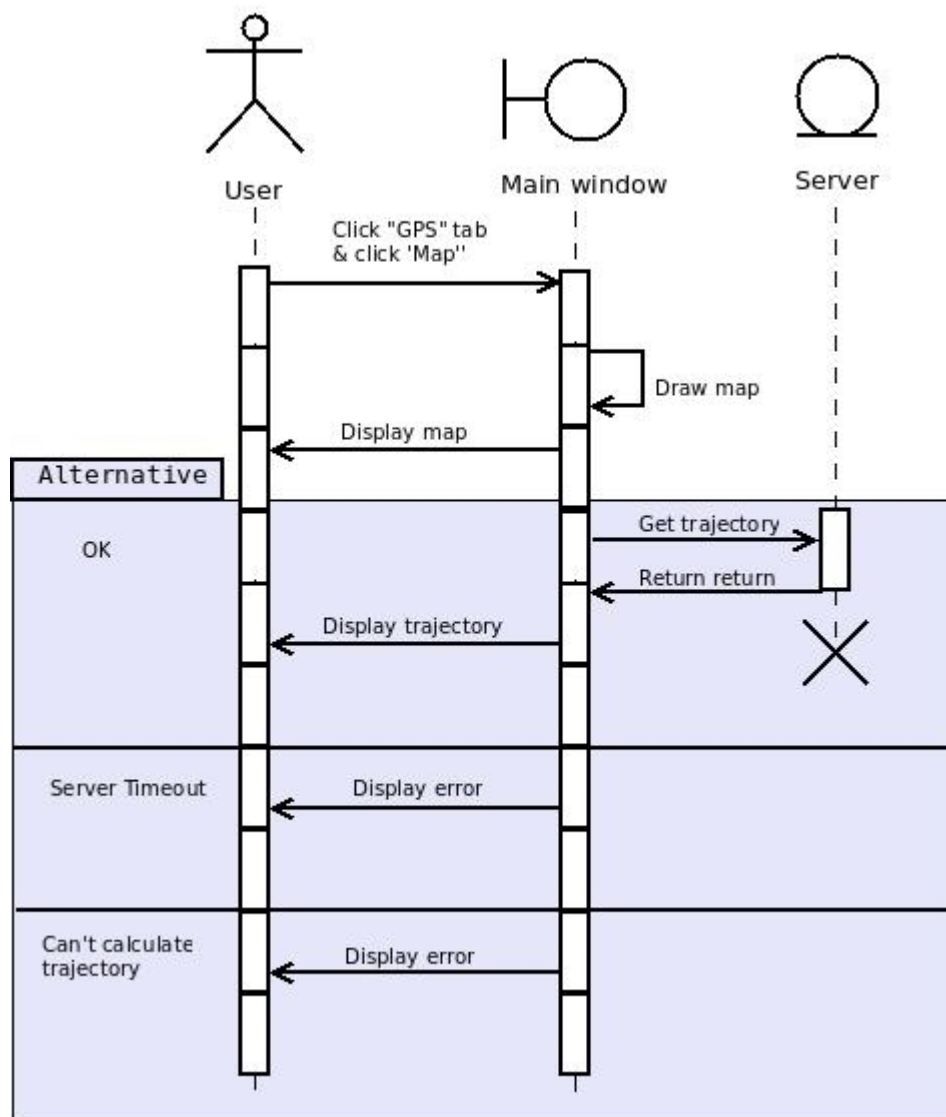 User
Main window
Server
Click "GPS" tab
& click 'Map''
Draw map
Display map
Alternative
OK
Get trajectory
Return return
Display trajectory
Server Timeout
Display error
Can't calculate
trajectory
Display error